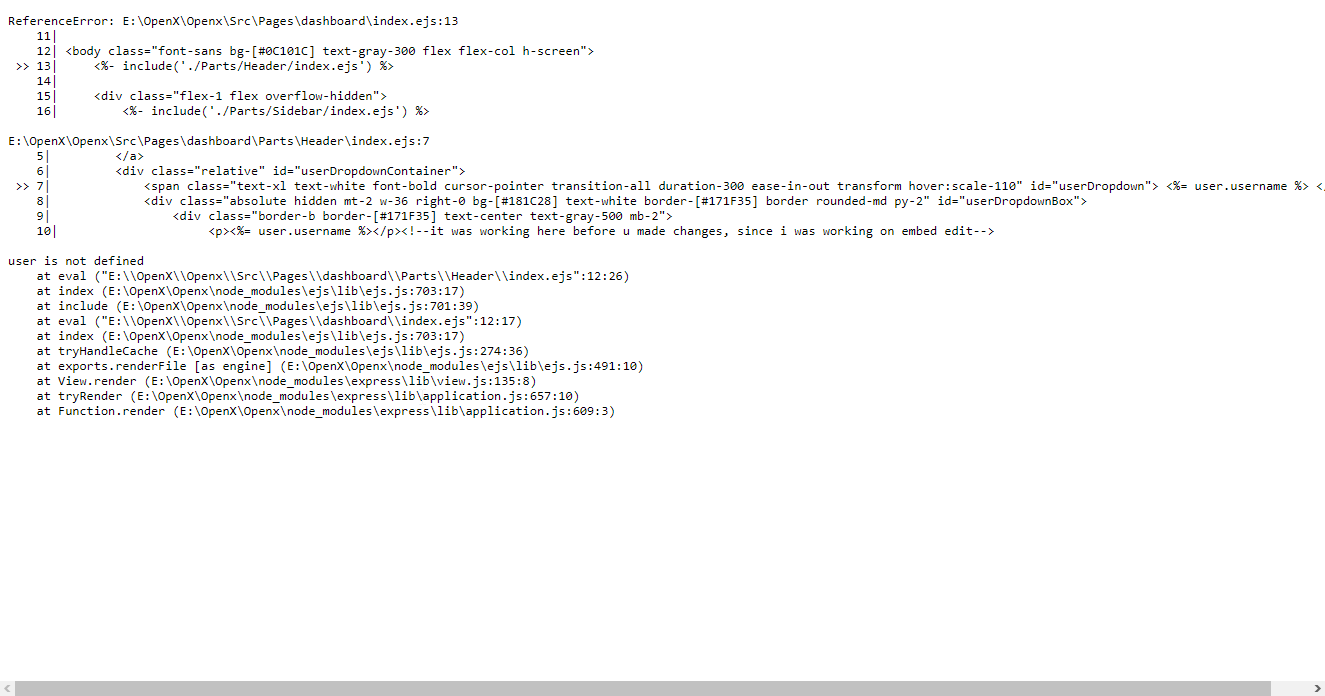 ReferenceError: E:\OpenX\Openx\Src\Pages\dashboard\index.ejs:13
11|
12| <body class="font-sans bg-[#0C101C] text-gray-300 flex flex-col h-screen">
>> 13| <%- include('./Parts/Header/index.ejs') %>
14|
15| <div class="flex-1 flex overflow-hidden">
16| <%- include('./Parts/Sidebar/index.ejs') %>
E:\OpenX\Openx\Src\Pages\dashboard\Parts\Header\index.ejs:7
5| </a>
6| <div class="relative" id="userDropdownContainer">
>> 7| <span class="text-xl text-white font-bold cursor-pointer transition-all duration-300 ease-in-out transform hover:scale-110" id="userDropdown"> <%= user.username %> <
8| <div class="absolute hidden mt-2 w-36 right-0 bg-[#181C28] text-white border-[#171F35] border rounded-md py-2" id="userDropdownBox">
9| <div class="border-b border-[#171F35] text-center text-gray-500 mb-2">
10| <p><%= user.username %></p><!--it was working here before u made changes, since i was working on embed edit-->
user is not defined
at eval ("E:\\OpenX\\Openx\\Src\\Pages\\dashboard\\Parts\\Header\\index.ejs":12:26)
at index (E:\OpenX\Openx\node_modules\ejs\lib\ejs.js:703:17)
at include (E:\OpenX\Openx\node_modules\ejs\lib\ejs.js:701:39)
at eval ("E:\\OpenX\\Openx\\Src\\Pages\\dashboard\\index.ejs":12:17)
at index (E:\OpenX\Openx\node_modules\ejs\lib\ejs.js:703:17)
at tryHandleCache (E:\OpenX\Openx\node_modules\ejs\lib\ejs.js:274:36)
at exports.renderFile [as engine] (E:\OpenX\Openx\node_modules\ejs\lib\ejs.js:491:10)
at View.render (E:\OpenX\Openx\node_modules\express\lib\view.js:135:8)
at tryRender (E:\OpenX\Openx\node_modules\express\lib\application.js:657:10)
at Function.render (E:\OpenX\Openx\node_modules\express\lib\application.js:609:3)